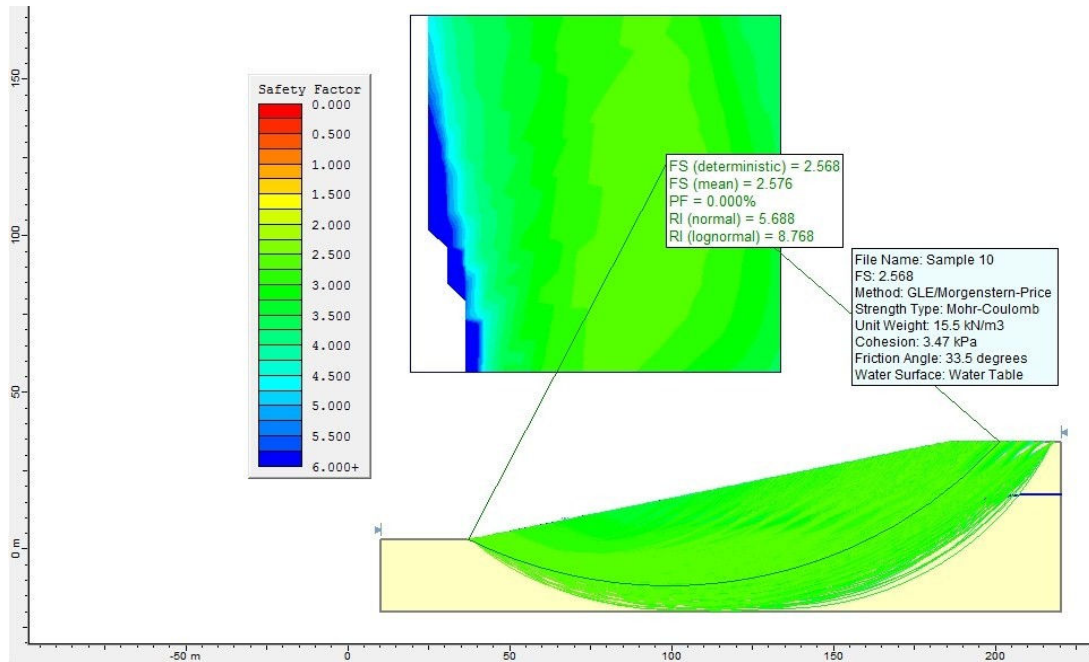 150
100
50
0 m
Safety Factor
0.000
0.500
1.000
1.500
2.000
2.500
3.000
3.500
4.000
4.500
5.000
5.500
6.000+
FS (deterministic) = 2.568
FS (mean) = 2.576
PF = 0.000%
RI (normal) = 5.688
RI (lognormal) = 8.768
File Name: Sample 10
FS: 2.568
Method: GLE/Morgenstern-Price
Strength Type: Mohr-Coulomb
Unit Weight: 15.5 kN/m3
Cohesion: 3.47 kPa
Friction Angle: 33.5 degrees
Water Surface: Water Table
-50 m 0 50 100 150 200